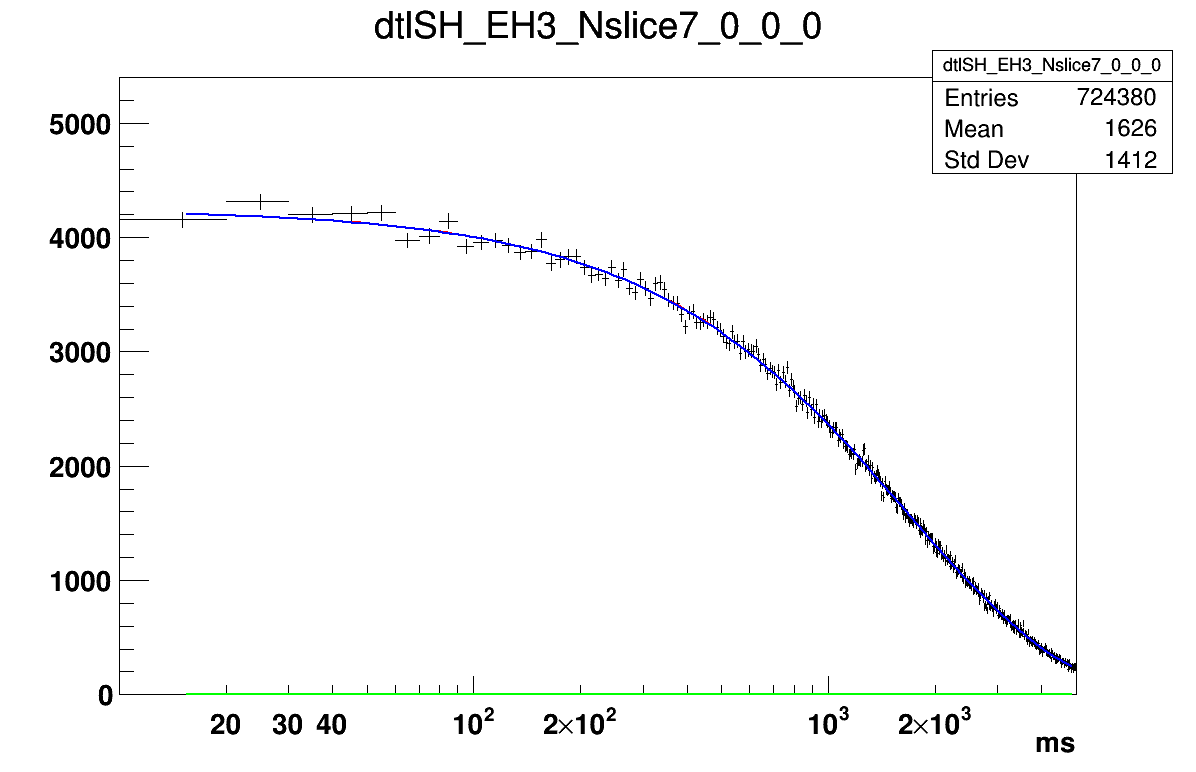 dtlSH_EH3_Nslice7_0_0_0
dtlSH_EH3_Nslice7_0_0_0
Entries 724380
Mean 1626
Std Dev 1412
5000
4000
3000
2000
1000
0
20 30 40 10² 2×10² 10³ 2×10³
ms